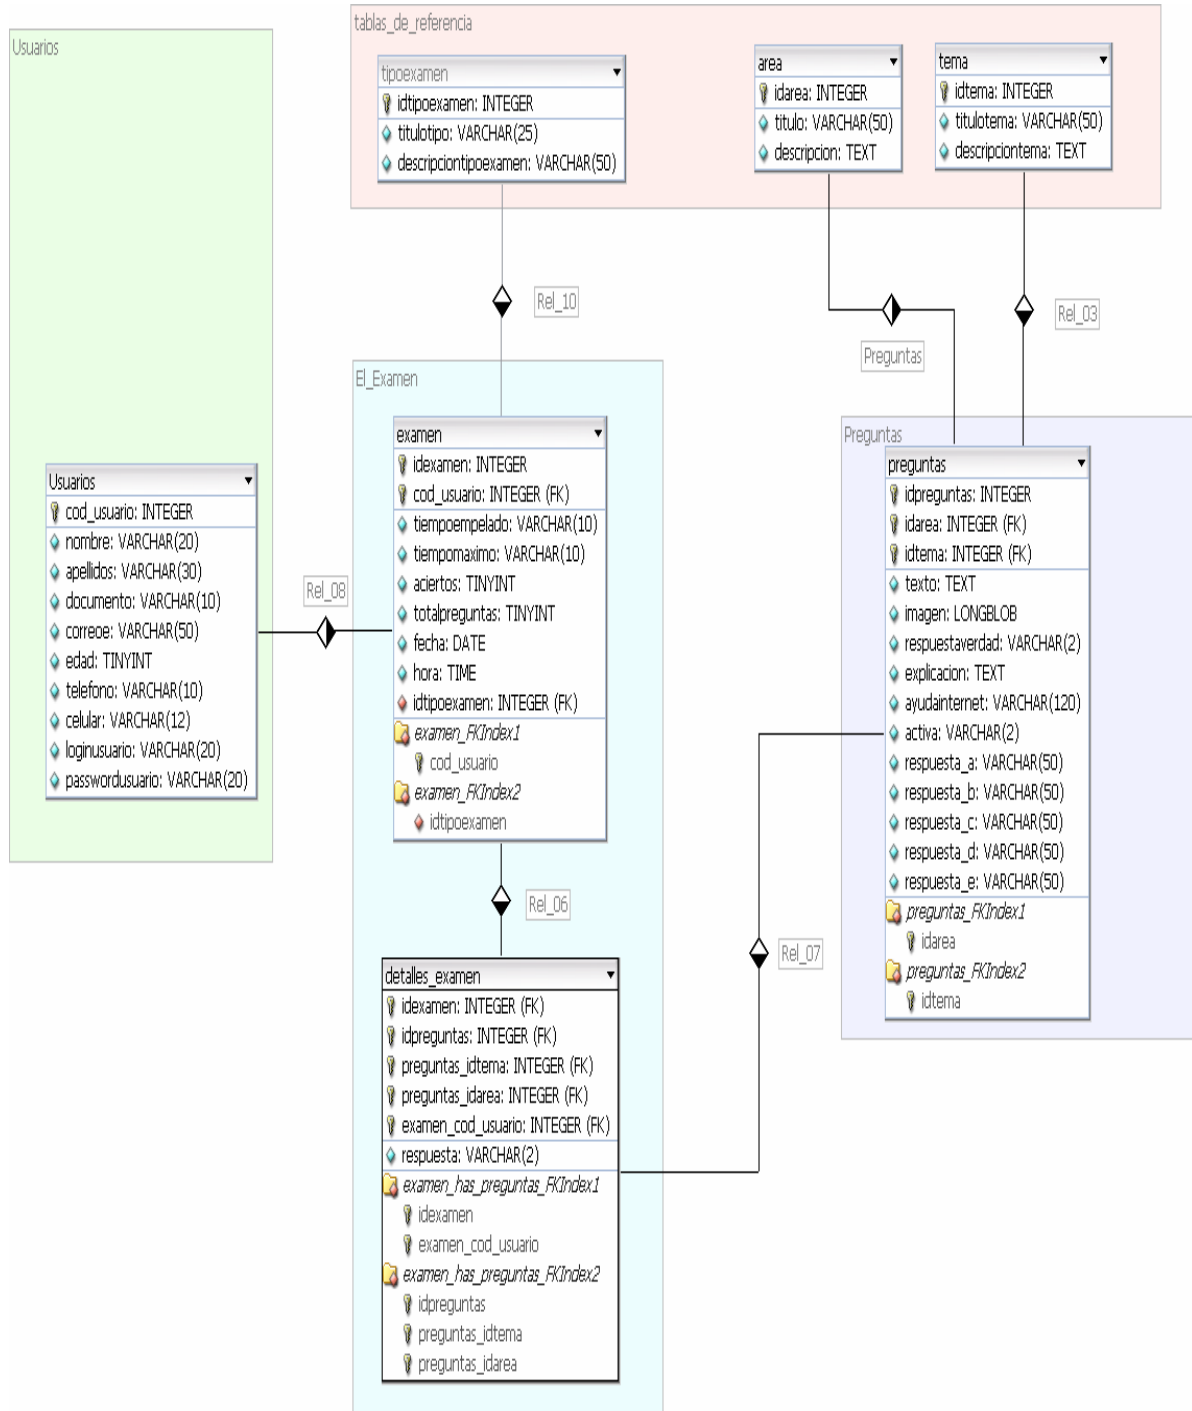 tablas_de_referencia
tipoexamen
idtipoexamen: INTEGER
titulotipo: VARCHAR(25)
descripciontipoexamen: VARCHAR(50)
area
idarea: INTEGER
titulo: VARCHAR(50)
descripcion: TEXT
tema
idtema: INTEGER
titulotema: VARCHAR(50)
descripciontema: TEXT
Rel_10
Preguntas
Rel_03
Usuarios
Usuarios
cod_usuario: INTEGER
nombre: VARCHAR(20)
apellidos: VARCHAR(30)
documento: VARCHAR(10)
correoe: VARCHAR(50)
edad: TINYINT
telefono: VARCHAR(10)
celular: VARCHAR(12)
loginusuario: VARCHAR(20)
passwordusuario: VARCHAR(20)
Rel_08
El_Examen
examen
idexamen: INTEGER
cod_usuario: INTEGER (FK)
tiempoempelado: VARCHAR(10)
tiempomaximo: VARCHAR(10)
aciertos: TINYINT
totalpreguntas: TINYINT
fecha: DATE
hora: TIME
idtipoexamen: INTEGER (FK)
examen_FKIndex1
cod_usuario
examen_FKIndex2
idtipoexamen
Rel_06
detalles_examen
idexamen: INTEGER (FK)
idpreguntas: INTEGER (FK)
preguntas_idtema: INTEGER (FK)
preguntas_idarea: INTEGER (FK)
examen_cod_usuario: INTEGER (FK)
respuesta: VARCHAR(2)
examen_has_preguntas_FKIndex1
idexamen
examen_cod_usuario
examen_has_preguntas_FKIndex2
idpreguntas
preguntas_idtema
preguntas_idarea
Rel_07
Preguntas
preguntas
idpreguntas: INTEGER
idarea: INTEGER (FK)
idtema: INTEGER (FK)
texto: TEXT
imagen: LONGBLOB
respuestaverdad: VARCHAR(2)
explicacion: TEXT
ayudainternet: VARCHAR(120)
activa: VARCHAR(2)
respuesta_a: VARCHAR(50)
respuesta_b: VARCHAR(50)
respuesta_c: VARCHAR(50)
respuesta_d: VARCHAR(50)
respuesta_e: VARCHAR(50)
preguntas_FKIndex1
idarea
preguntas_FKIndex2
idtema